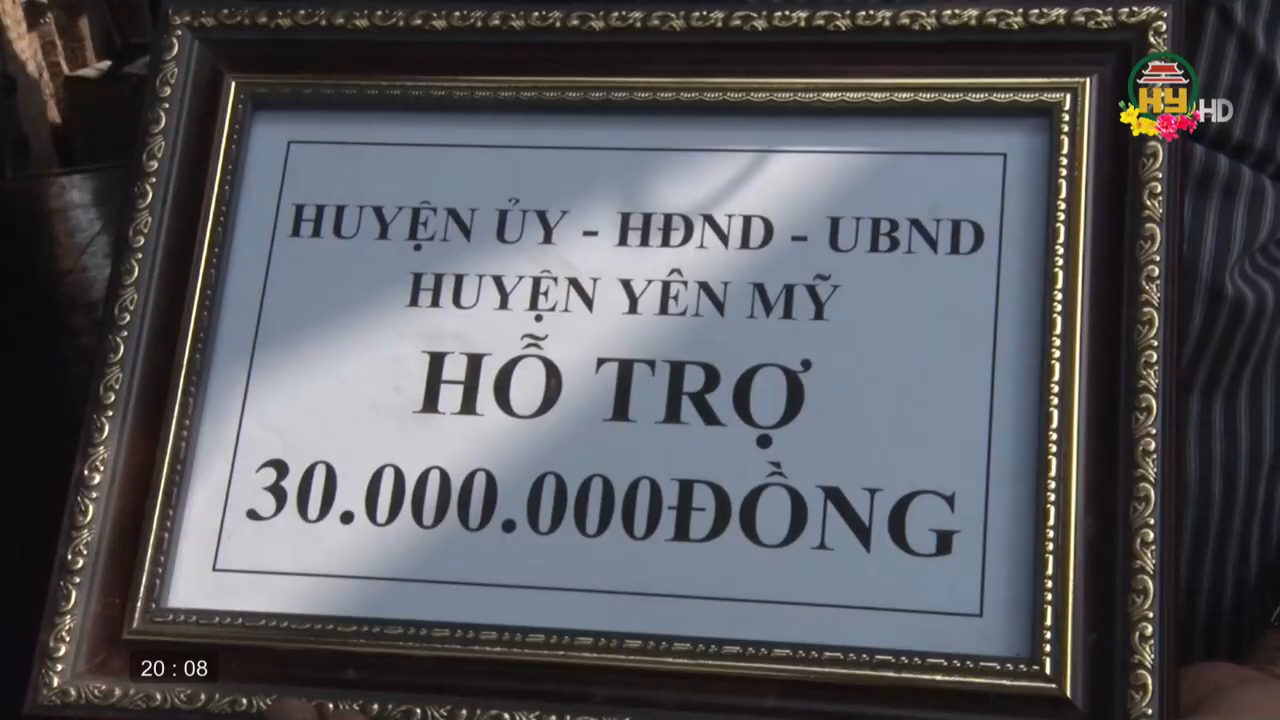 HUYỆN ỦY - HĐND - UBND
HUYỆN YÊN MỸ
HỖ TRỢ
30.000.000ĐỒNG
HY HD
20 : 08